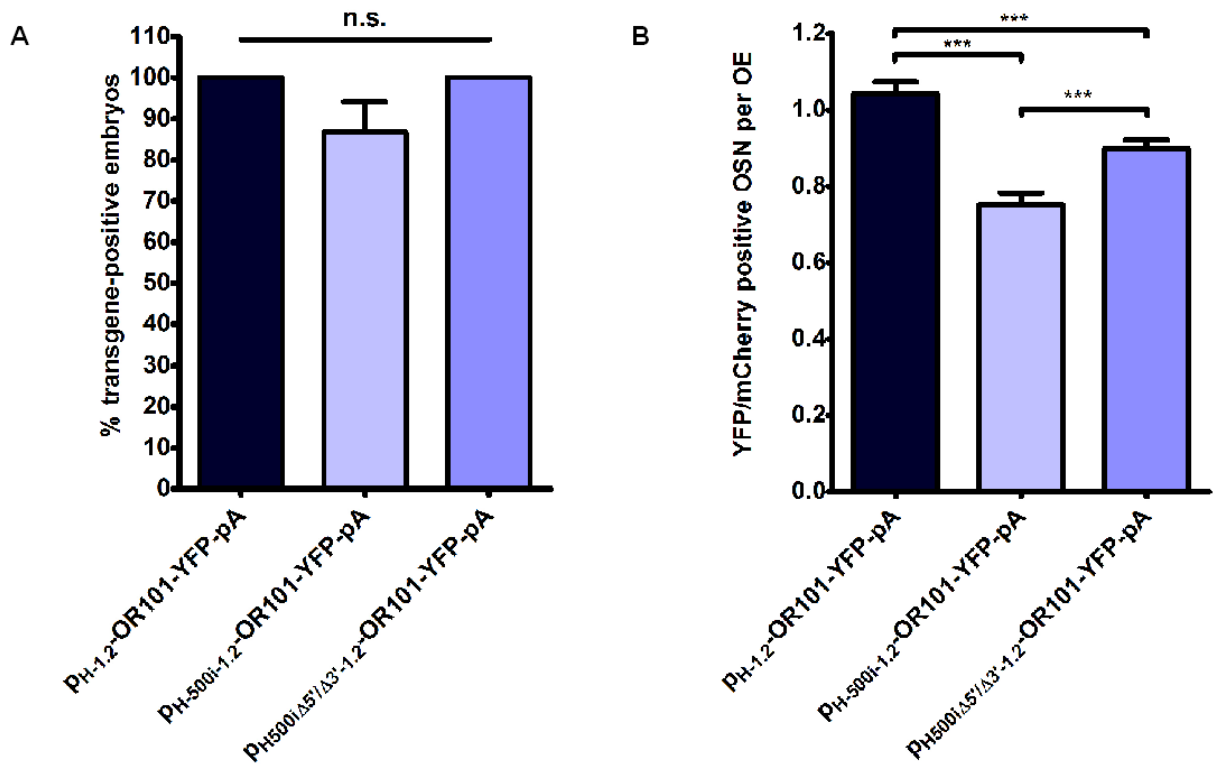 A
n.s.
% transgene-positive embryos
110
100
90
80
70
60
50
40
30
20
10
0
pH-1.2-OR101-YFP-pA
pH-500i-1.2-OR101-YFP-pA
pH500iΔ5'/Δ3'-1.2-OR101-YFP-pA
B
***
***
***
YFP/mCherry positive OSN per OE
1.2
1.0
0.8
0.6
0.4
0.2
0.0
pH-1.2-OR101-YFP-pA
pH-500i-1.2-OR101-YFP-pA
pH500iΔ5'/Δ3'-1.2-OR101-YFP-pA